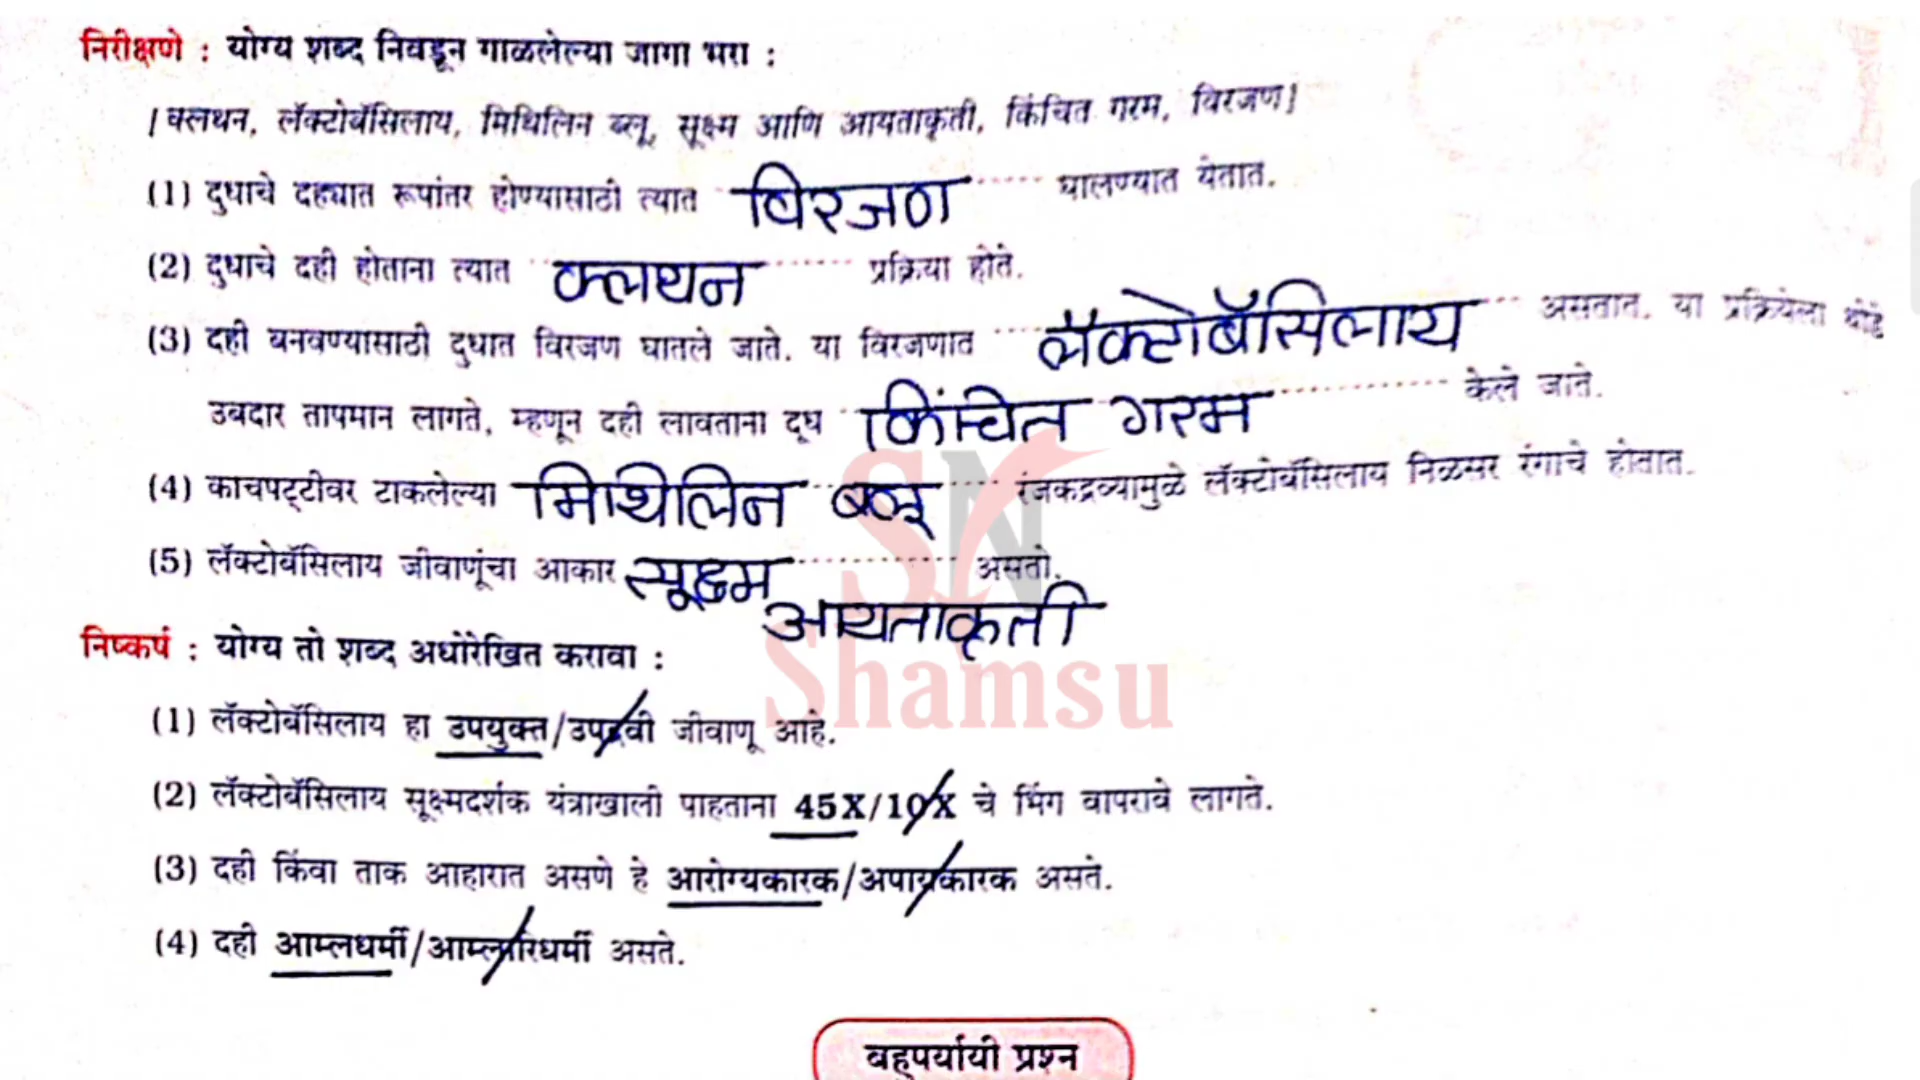 निरीक्षणे : योग्य शब्द निवडून गाळलेल्या जागा भरा :
[क्लथन, लॅक्टोबॅसिलाय, मिथिलिन ब्लू, सूक्ष्म आणि आयताकृती, किंचित गरम, विरजण]
(1) दुधाचे दह्यात रूपांतर होण्यासाठी त्यात विरजण घालण्यात येतात.
(2) दुधाचे दही होताना त्यात क्लथन प्रक्रिया होते.
(3) दही बनवण्यासाठी दुधात विरजण घातले जाते. या विरजणात लॅक्टोबॅसिलाय असतात. या प्रक्रियेला थोडे
उबदार तापमान लागते, म्हणून दही लावताना दूध किंचित गरम केले जाते.
(4) काचपट्टीवर टाकलेल्या मिथिलिन ब्लू रंजकद्रव्यामुळे लॅक्टोबॅसिलाय निळसर रंगाचे होतात.
(5) लॅक्टोबॅसिलाय जीवाणूंचा आकार सूक्ष्म असतो.
आयताकृती
SN
Shamsu
निष्कर्ष : योग्य तो शब्द अधोरेखित करावा :
(1) लॅक्टोबॅसिलाय हा उपयुक्त/उपद्रवी जीवाणू आहे.
(2) लॅक्टोबॅसिलाय सूक्ष्मदर्शक यंत्राखाली पाहताना 45X/10X चे भिंग वापरावे लागते.
(3) दही किंवा ताक आहारात असणे हे आरोग्यकारक/अपायकारक असते.
(4) दही आम्लधर्मी/आम्लारिधर्मी असते.
बहुपर्यायी प्रश्न